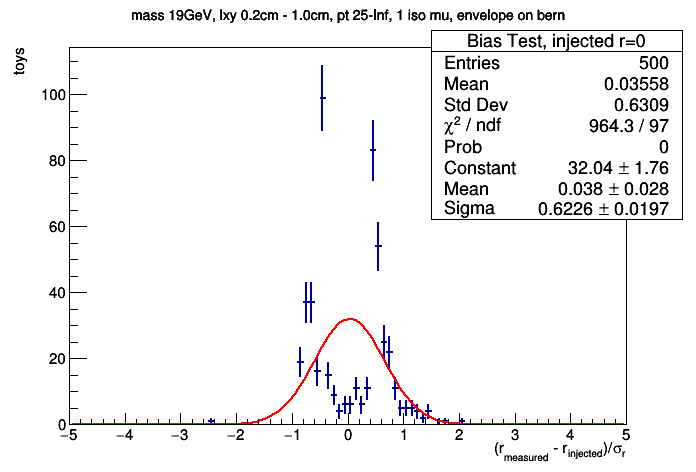 mass 19GeV, lxy 0.2cm - 1.0cm, pt 25-Inf, 1 iso mu, envelope on bern
toys
Bias Test, injected r=0
Entries 500
Mean 0.03558
Std Dev 0.6309
χ² / ndf 964.3 / 97
Prob 0
Constant 32.04 ± 1.76
Mean 0.038 ± 0.028
Sigma 0.6226 ± 0.0197
100
80
60
40
20
0
−5 −4 −3 −2 −1 0 1 2 3 4 5
(r_measured - r_injected)/σ_r